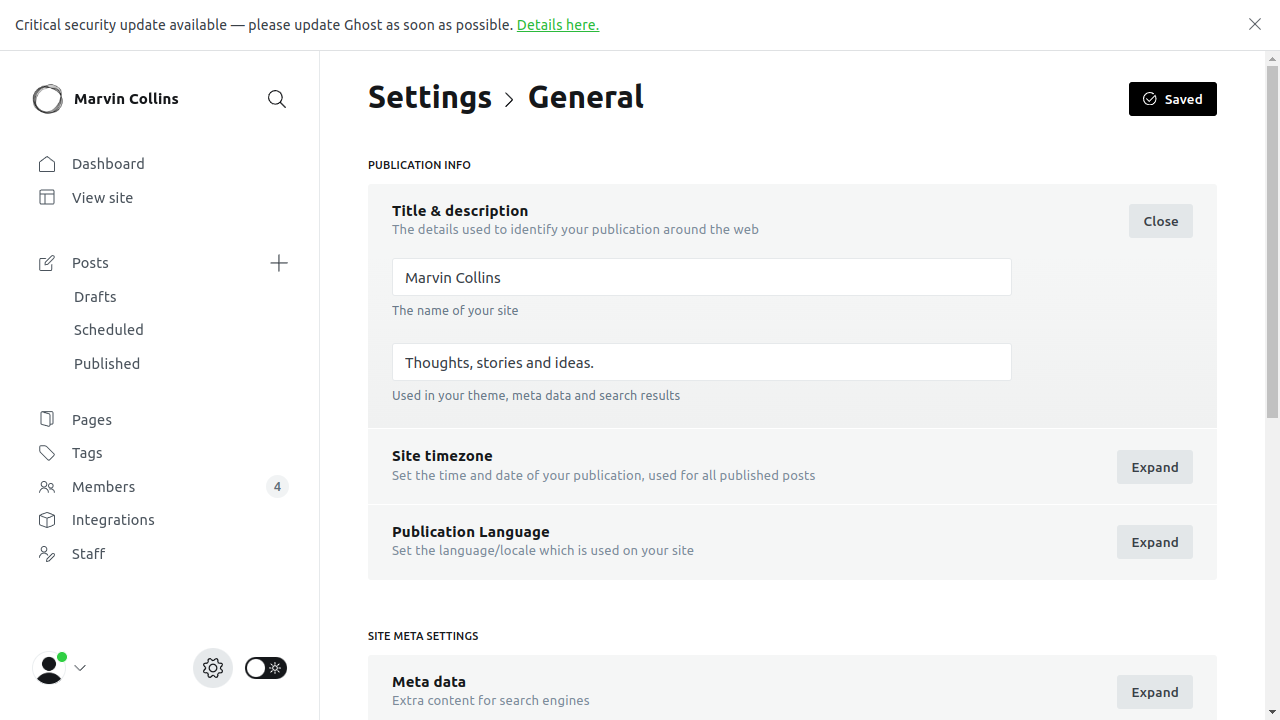 Critical security update available — please update Ghost as soon as possible. Details here.
Marvin Collins
Dashboard
View site
Posts
Drafts
Scheduled
Published
Pages
Tags
Members 4
Integrations
Staff
Settings General
Saved
PUBLICATION INFO
Title & description
The details used to identify your publication around the web
Close
Marvin Collins
The name of your site
Thoughts, stories and ideas.
Used in your theme, meta data and search results
Site timezone
Set the time and date of your publication, used for all published posts
Expand
Publication Language
Set the language/locale which is used on your site
Expand
SITE META SETTINGS
Meta data
Extra content for search engines
Expand